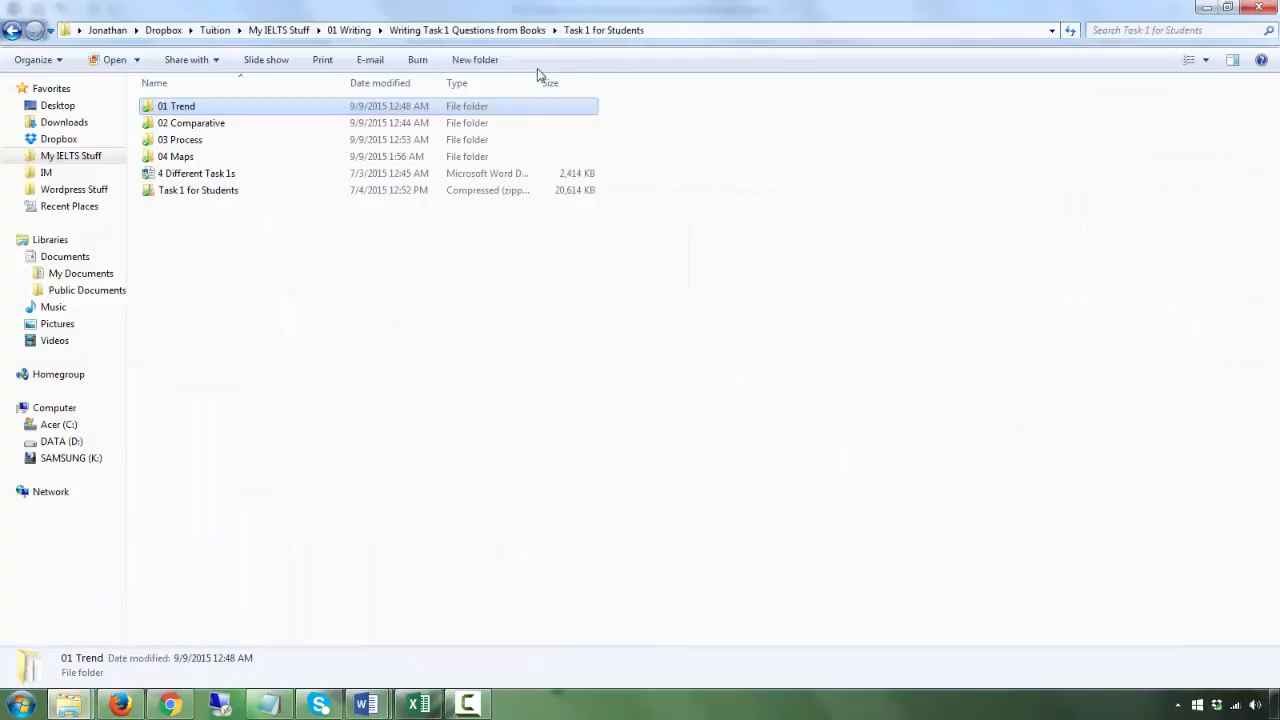 Jonathan Dropbox Tuition My IELTS Stuff 01 Writing Writing Task 1 Questions from Books Task 1 for Students Search Task 1 for Students
Organize Open Share with Slide show Print E-mail Burn New folder
Favorites
Desktop
Downloads
Dropbox
My IELTS Stuff
IM
Wordpress Stuff
Recent Places
Libraries
Documents
My Documents
Public Documents
Music
Pictures
Videos
Homegroup
Computer
Acer (C:)
DATA (D:)
SAMSUNG (K:)
Network
Name Date modified Type Size
01 Trend 9/9/2015 12:48 AM File folder
02 Comparative 9/9/2015 12:44 AM File folder
03 Process 9/9/2015 12:53 AM File folder
04 Maps 9/9/2015 1:56 AM File folder
4 Different Task 1s 7/3/2015 12:45 AM Microsoft Word D... 2,414 KB
Task 1 for Students 7/4/2015 12:52 PM Compressed (zipp... 20,614 KB
01 Trend Date modified: 9/9/2015 12:48 AM
File folder